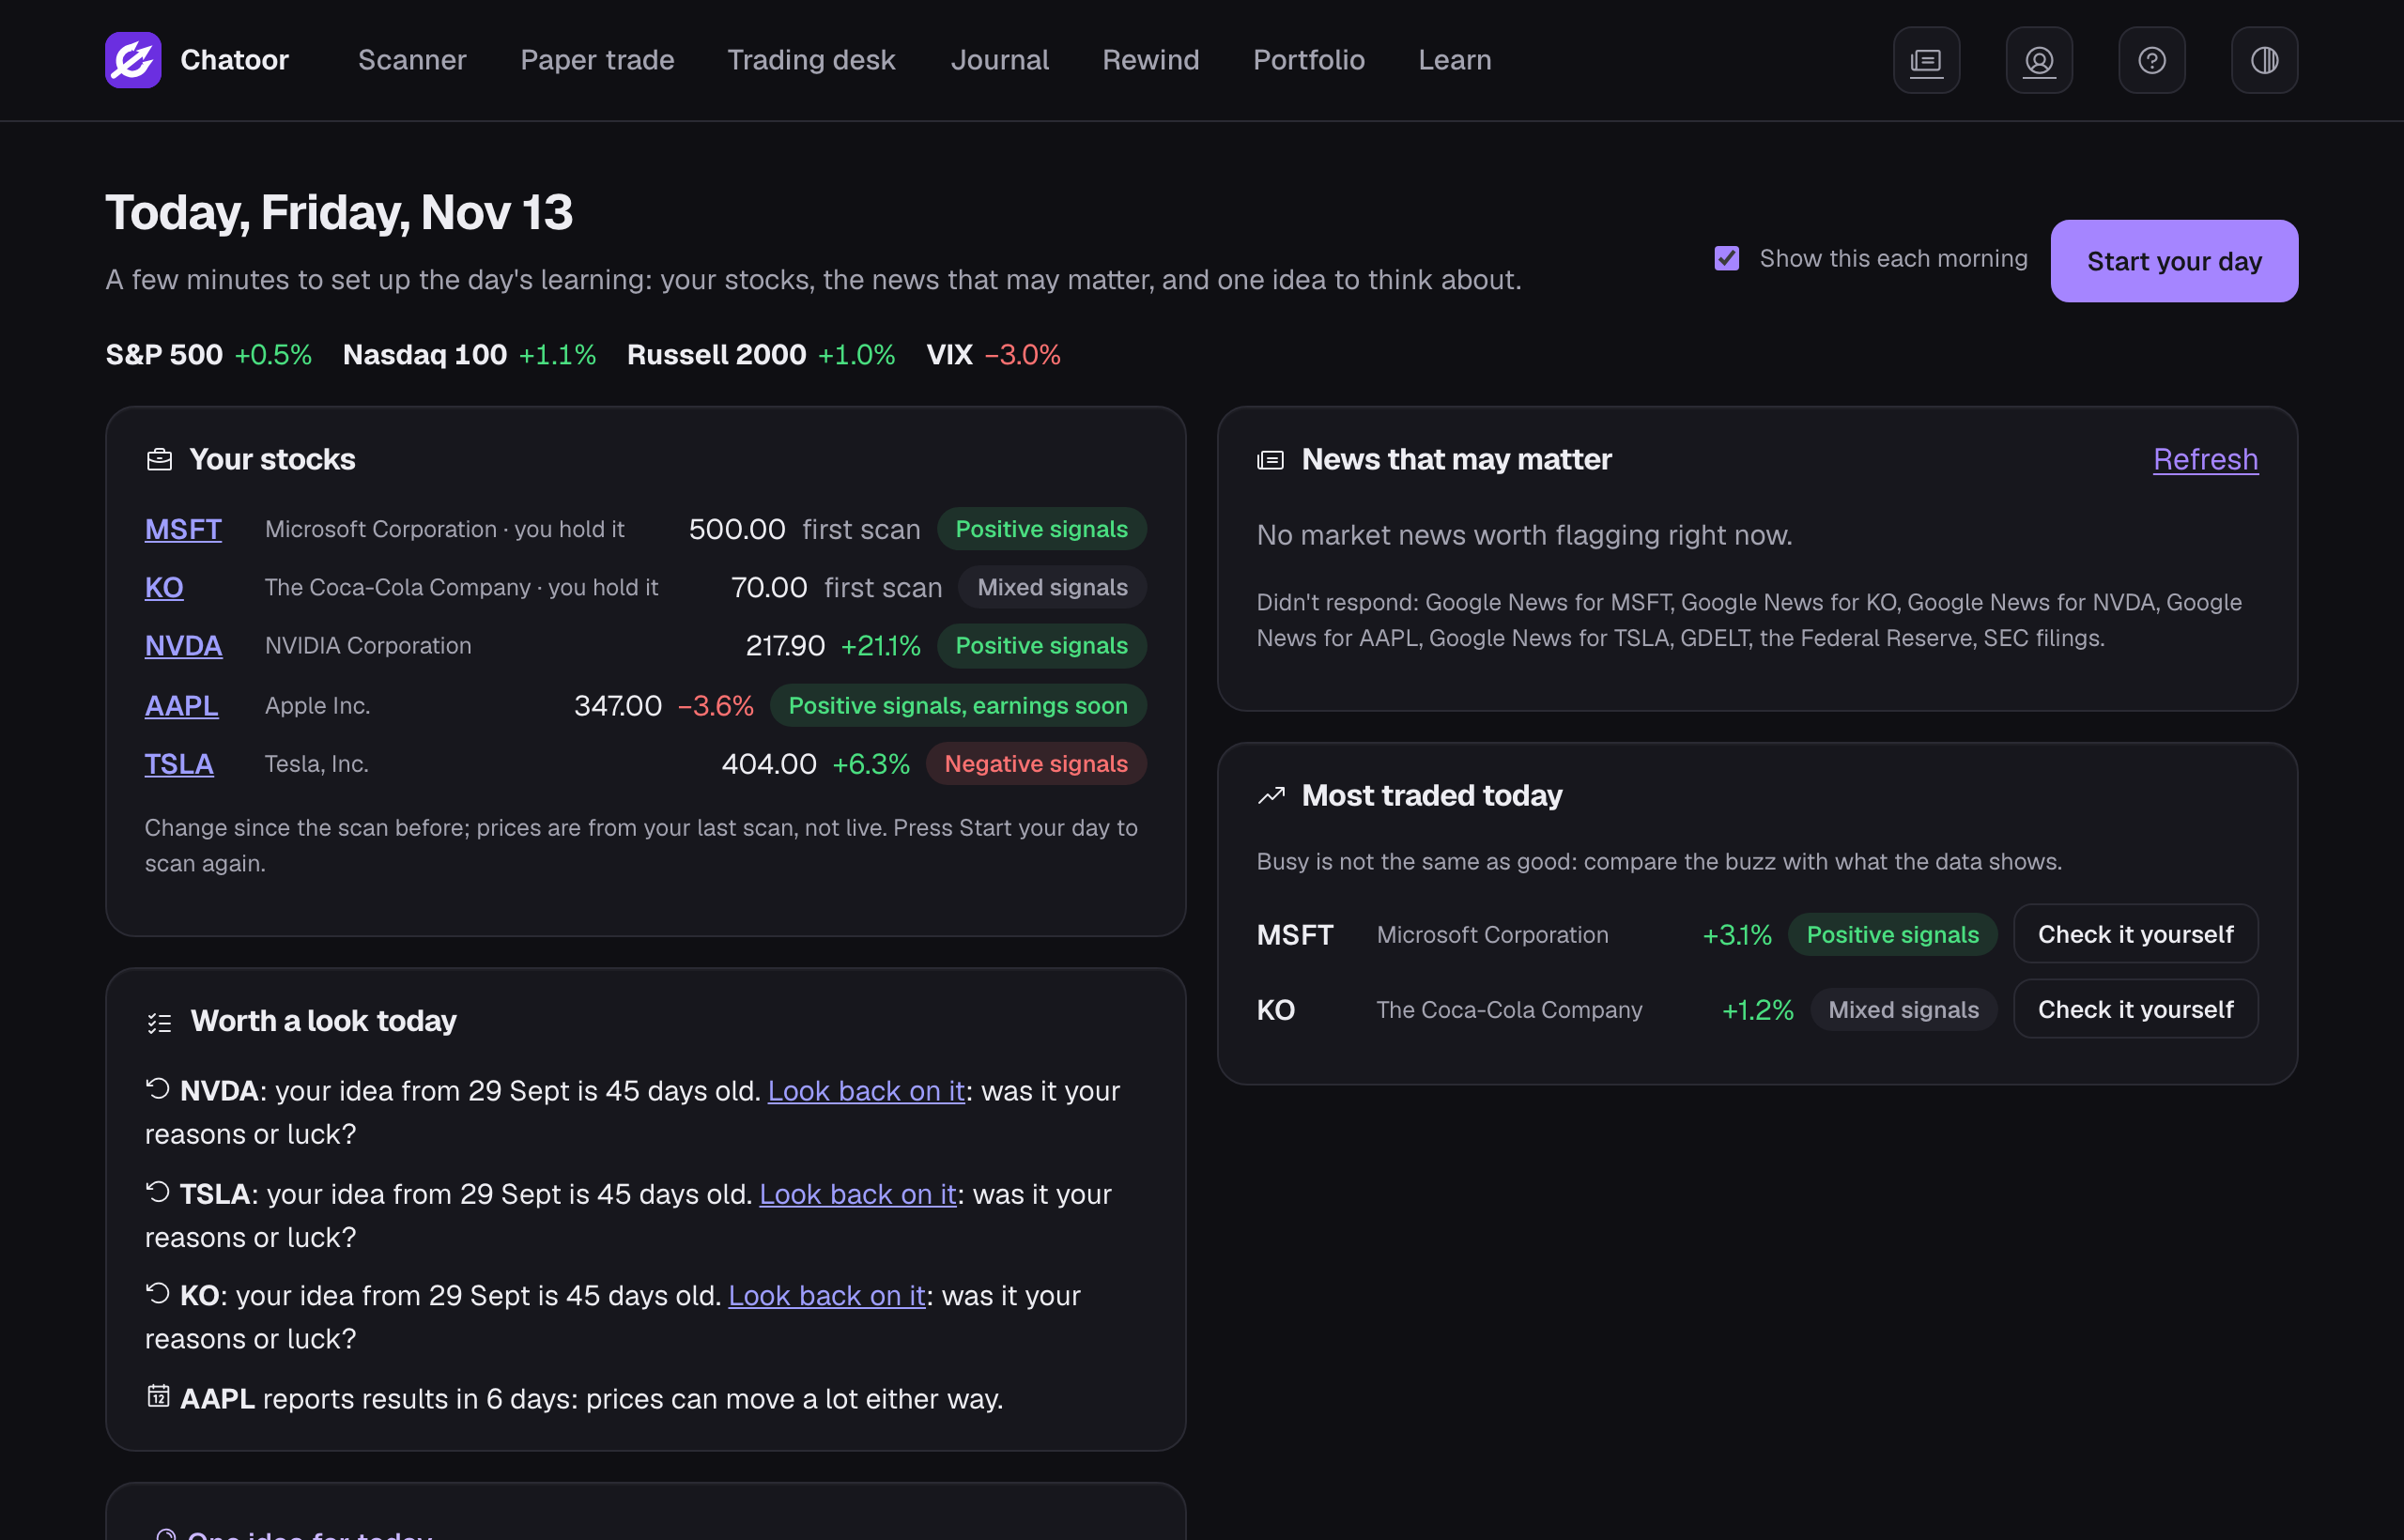 Chatoor
Scanner
Paper trade
Trading desk
Journal
Rewind
Portfolio
Learn
Today, Friday, Nov 13
A few minutes to set up the day's learning: your stocks, the news that may matter, and one idea to think about.
Show this each morning
Start your day
S&P 500 +0.5% Nasdaq 100 +1.1% Russell 2000 +1.0% VIX −3.0%
Your stocks
MSFT Microsoft Corporation · you hold it 500.00 first scan Positive signals
KO The Coca-Cola Company · you hold it 70.00 first scan Mixed signals
NVDA NVIDIA Corporation 217.90 +21.1% Positive signals
AAPL Apple Inc. 347.00 −3.6% Positive signals, earnings soon
TSLA Tesla, Inc. 404.00 +6.3% Negative signals
Change since the scan before; prices are from your last scan, not live. Press Start your day to
scan again.
Worth a look today
NVDA: your idea from 29 Sept is 45 days old. Look back on it: was it your
reasons or luck?
TSLA: your idea from 29 Sept is 45 days old. Look back on it: was it your
reasons or luck?
KO: your idea from 29 Sept is 45 days old. Look back on it: was it your
reasons or luck?
12 AAPL reports results in 6 days: prices can move a lot either way.
One idea for today
News that may matter
Refresh
No market news worth flagging right now.
Didn't respond: Google News for MSFT, Google News for KO, Google News for NVDA, Google
News for AAPL, Google News for TSLA, GDELT, the Federal Reserve, SEC filings.
Most traded today
Busy is not the same as good: compare the buzz with what the data shows.
MSFT Microsoft Corporation +3.1% Positive signals Check it yourself
KO The Coca-Cola Company +1.2% Mixed signals Check it yourself